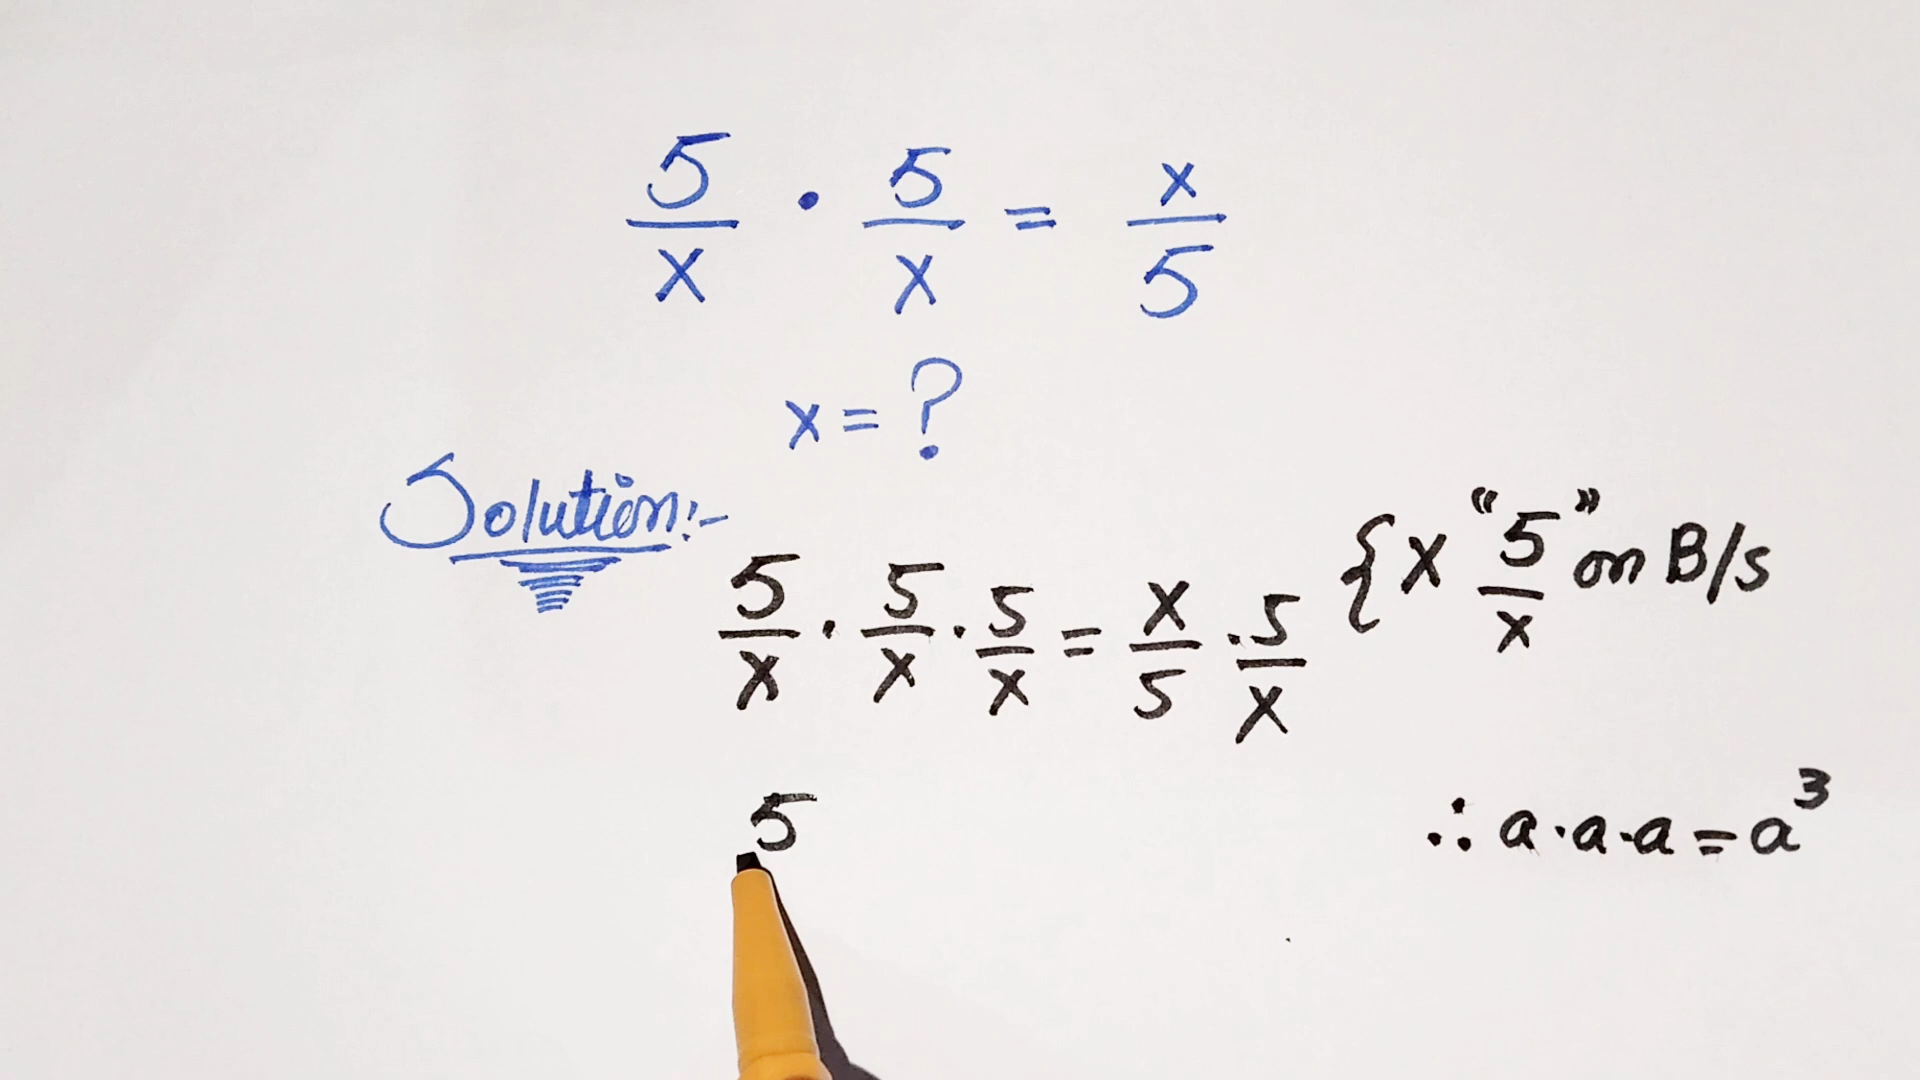 5/x · 5/x = x/5
x = ?
Solution:-
5/x · 5/x · 5/x = x/5 · 5/x {x "5/x" on B/s
5 ∴ a·a·a = a³